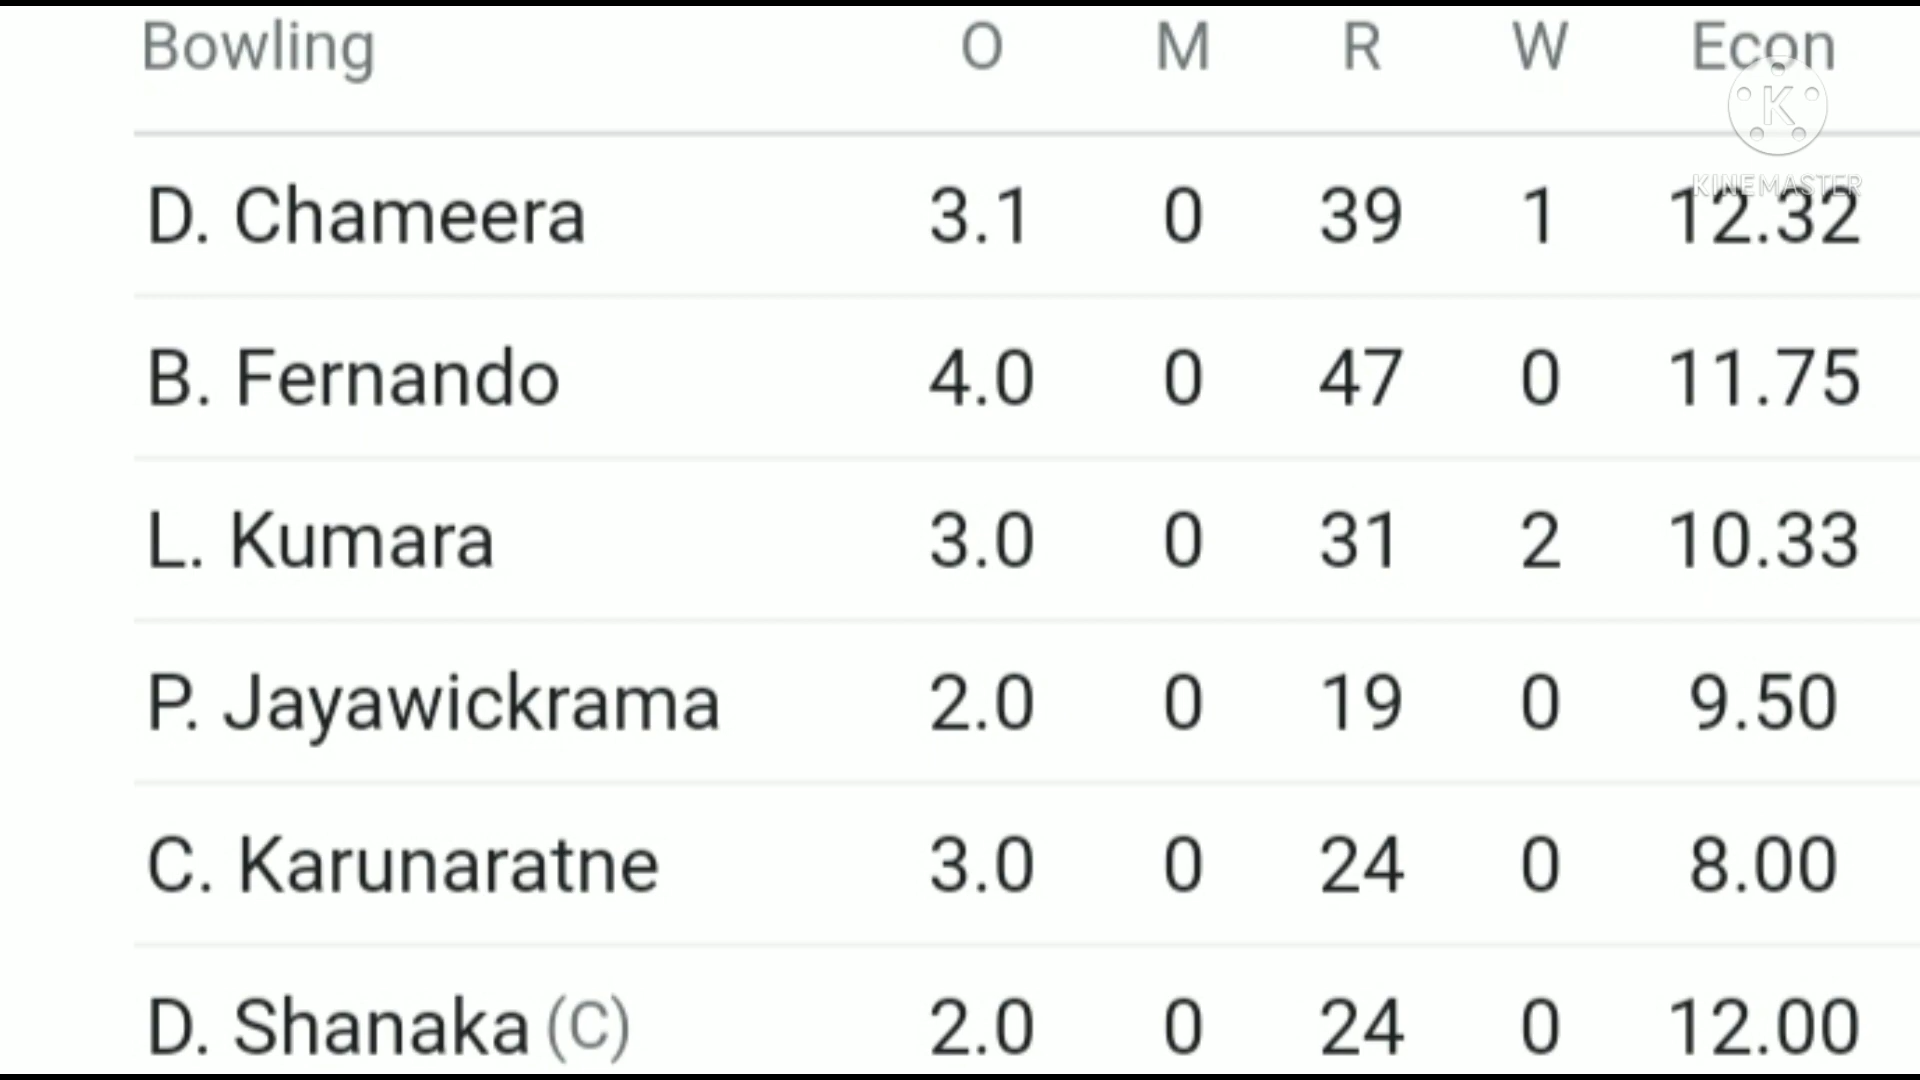 Bowling O M R W Econ
K
KINEMASTER
D. Chameera 3.1 0 39 1 12.32
B. Fernando 4.0 0 47 0 11.75
L. Kumara 3.0 0 31 2 10.33
P. Jayawickrama 2.0 0 19 0 9.50
C. Karunaratne 3.0 0 24 0 8.00
D. Shanaka (C) 2.0 0 24 0 12.00